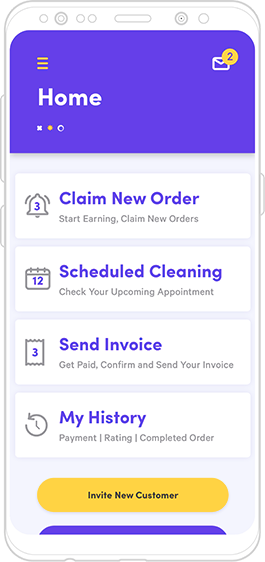 2
Home
3
Claim New Order
Start Earning, Claim New Orders
12
Scheduled Cleaning
Check Your Upcoming Appointment
3
Send Invoice
Get Paid, Confirm and Send Your Invoice
My History
Payment | Rating | Completed Order
Invite New Customer